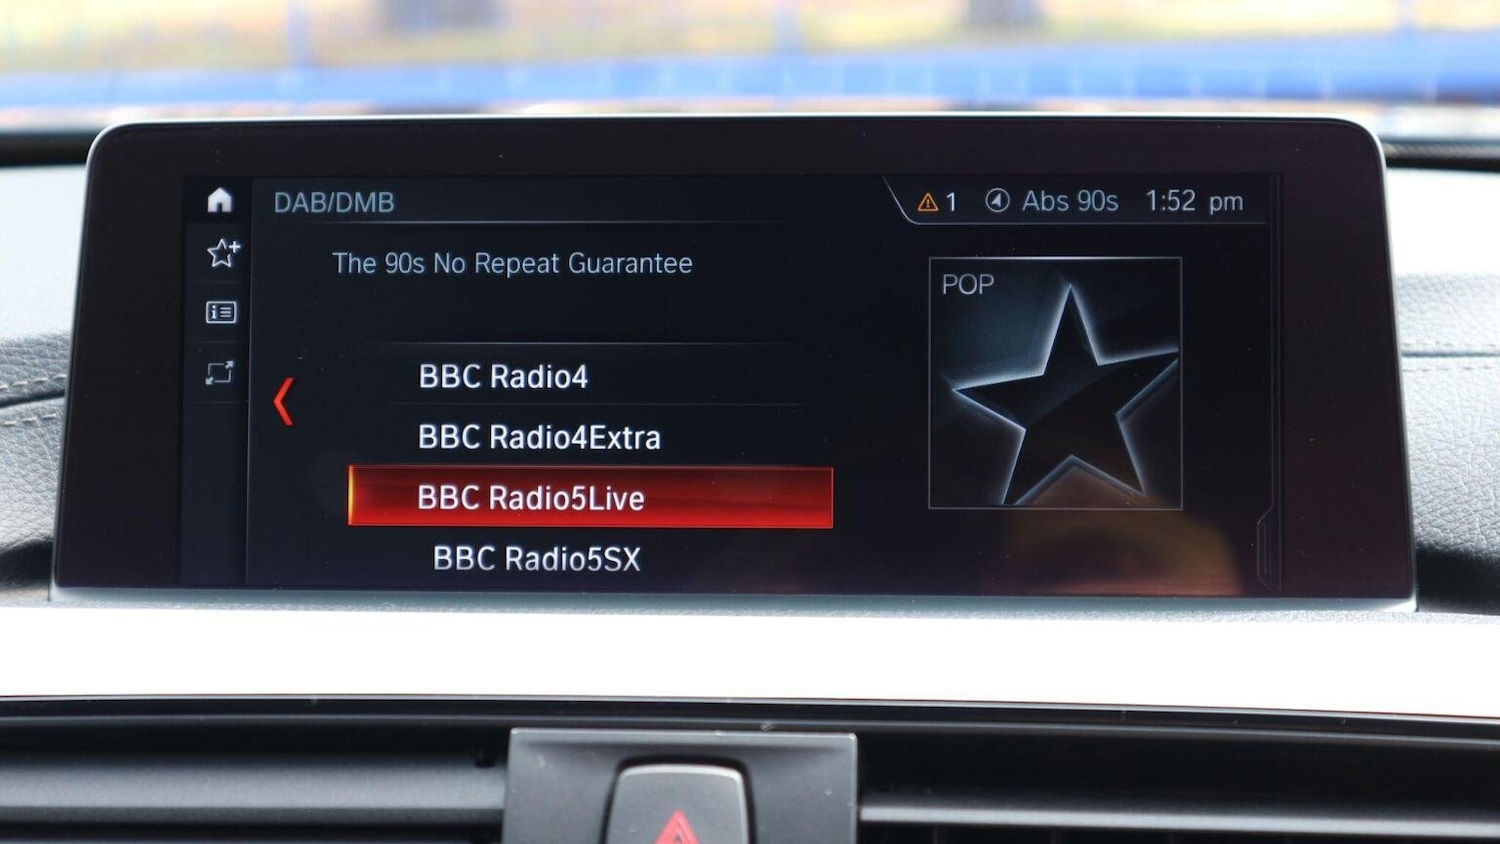 DAB/DMB
1 Abs 90s 1:52 pm
The 90s No Repeat Guarantee
POP
BBC Radio4
BBC Radio4Extra
BBC Radio5Live
BBC Radio5SX